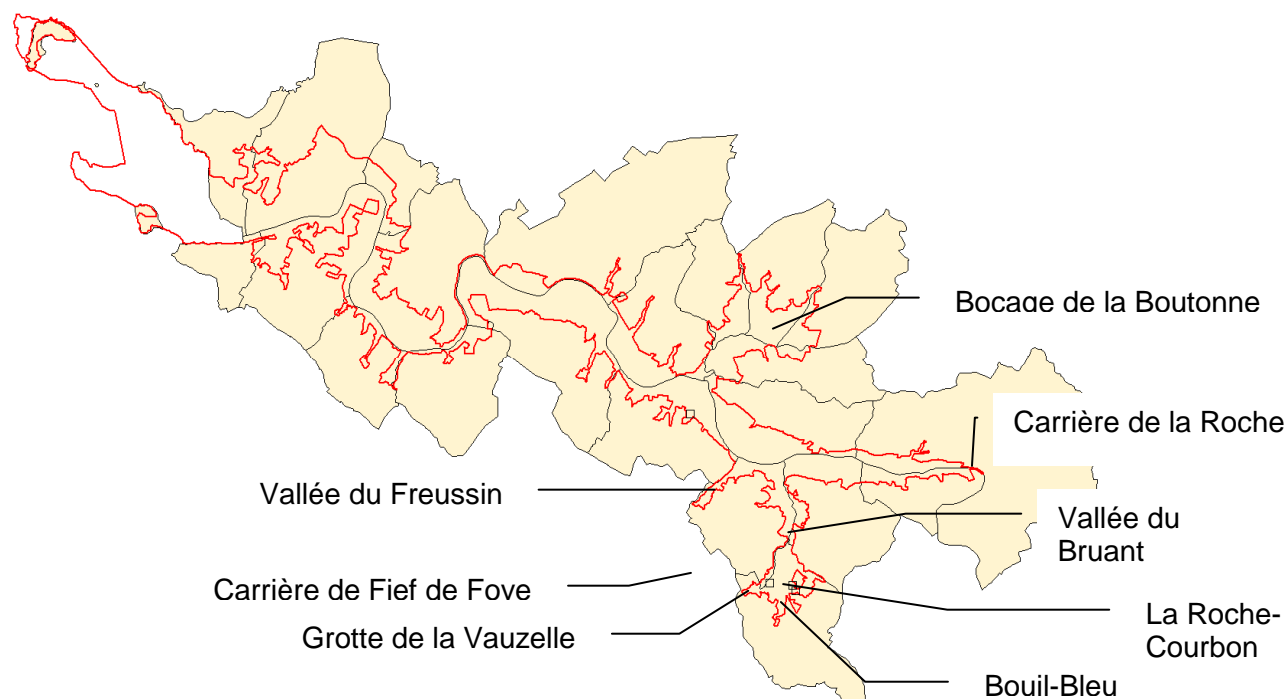 Bocage de la Boutonne
Carrière de la Roche
Vallée du Freussin
Vallée du
Bruant
Carrière de Fief de Foye
Grotte de la Vauzelle
La Roche-
Courbon
Bouil-Bleu